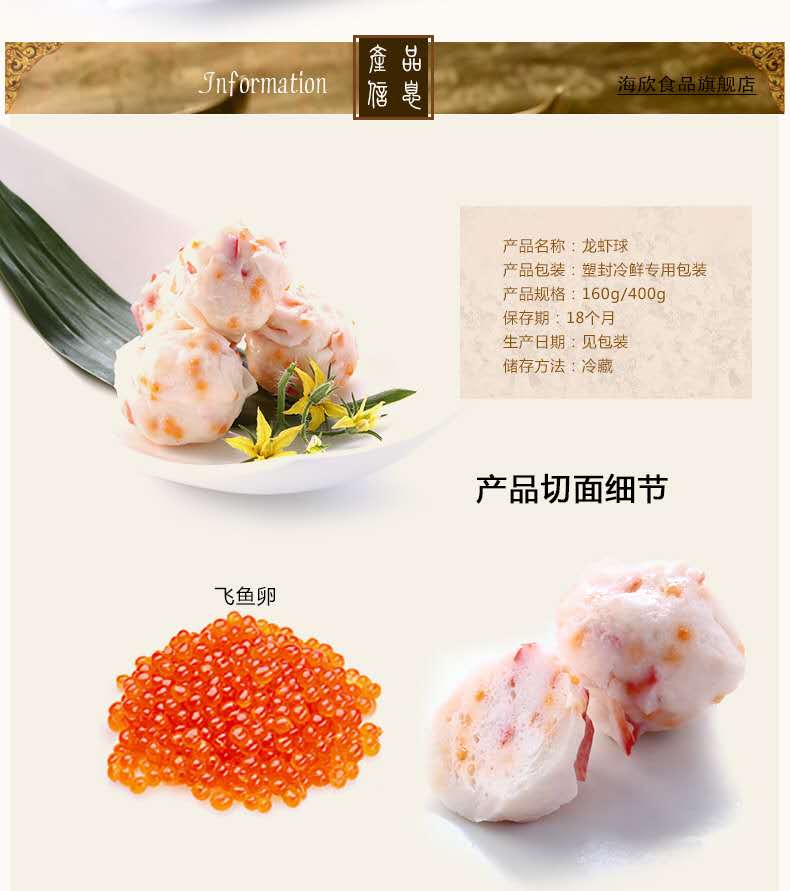 Information
產品
信息
海欣食品旗舰店
产品名称：龙虾球
产品包装：塑封冷鲜专用包装
产品规格：160g/400g
保存期：18个月
生产日期：见包装
储存方法：冷藏
产品切面细节
飞鱼卵